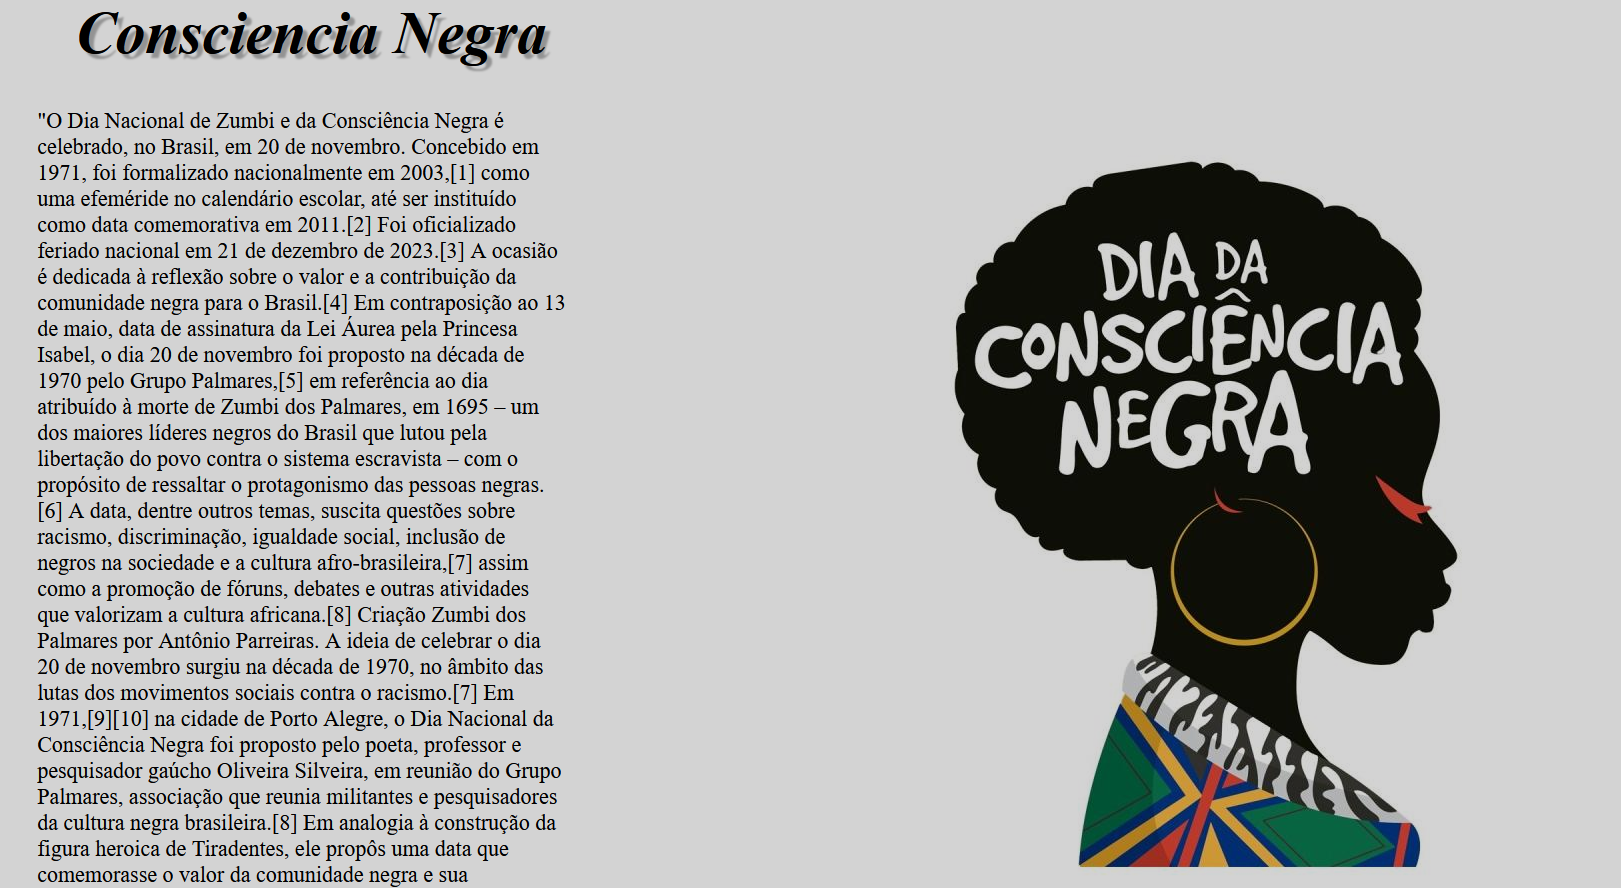 Consciencia Negra
"O Dia Nacional de Zumbi e da Consciência Negra é
celebrado, no Brasil, em 20 de novembro. Concebido em
1971, foi formalizado nacionalmente em 2003,[1] como
uma efeméride no calendário escolar, até ser instituído
como data comemorativa em 2011.[2] Foi oficializado
feriado nacional em 21 de dezembro de 2023.[3] A ocasião
é dedicada à reflexão sobre o valor e a contribuição da
comunidade negra para o Brasil.[4] Em contraposição ao 13
de maio, data de assinatura da Lei Áurea pela Princesa
Isabel, o dia 20 de novembro foi proposto na década de
1970 pelo Grupo Palmares,[5] em referência ao dia
atribuído à morte de Zumbi dos Palmares, em 1695 – um
dos maiores líderes negros do Brasil que lutou pela
libertação do povo contra o sistema escravista – com o
propósito de ressaltar o protagonismo das pessoas negras.
[6] A data, dentre outros temas, suscita questões sobre
racismo, discriminação, igualdade social, inclusão de
negros na sociedade e a cultura afro-brasileira,[7] assim
como a promoção de fóruns, debates e outras atividades
que valorizam a cultura africana.[8] Criação Zumbi dos
Palmares por Antônio Parreiras. A ideia de celebrar o dia
20 de novembro surgiu na década de 1970, no âmbito das
lutas dos movimentos sociais contra o racismo.[7] Em
1971,[9][10] na cidade de Porto Alegre, o Dia Nacional da
Consciência Negra foi proposto pelo poeta, professor e
pesquisador gaúcho Oliveira Silveira, em reunião do Grupo
Palmares, associação que reunia militantes e pesquisadores
da cultura negra brasileira.[8] Em analogia à construção da
figura heroica de Tiradentes, ele propôs uma data que
comemorasse o valor da comunidade negra e sua
DIA DA
CONSCIÊNCIA
NEGRA